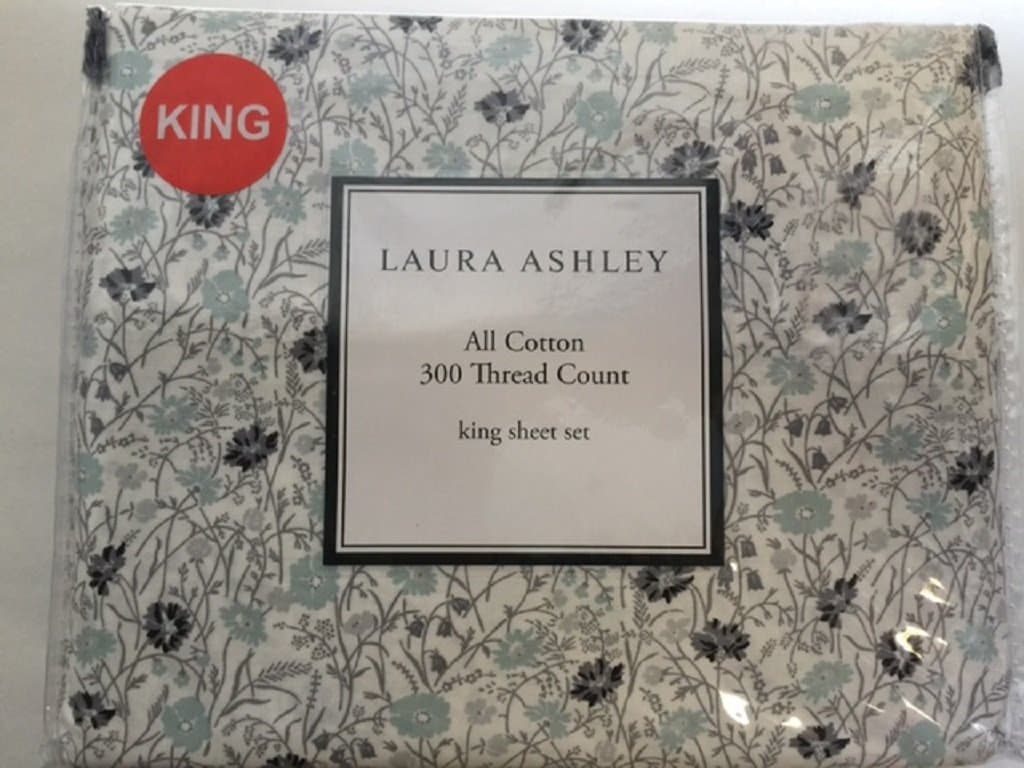 KING
LAURA ASHLEY
All Cotton
300 Thread Count
king sheet set